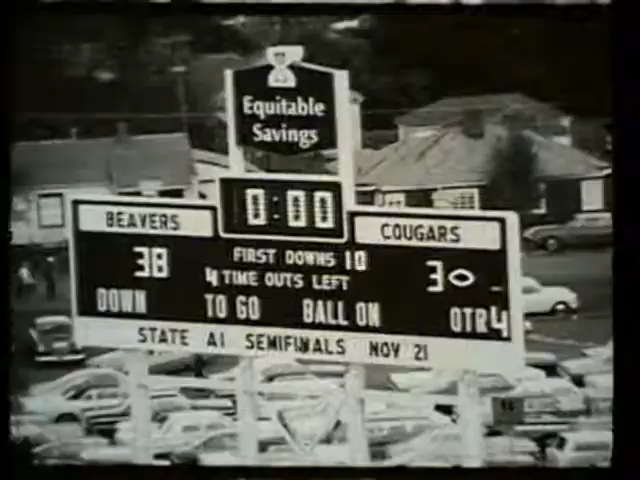 Equitable
Savings
0:00
BEAVERS
COUGARS
38
FIRST DOWNS 10
30
4 TIME OUTS LEFT
DOWN TO GO BALL ON QTR 4
STATE A1 SEMIFINALS NOV 21